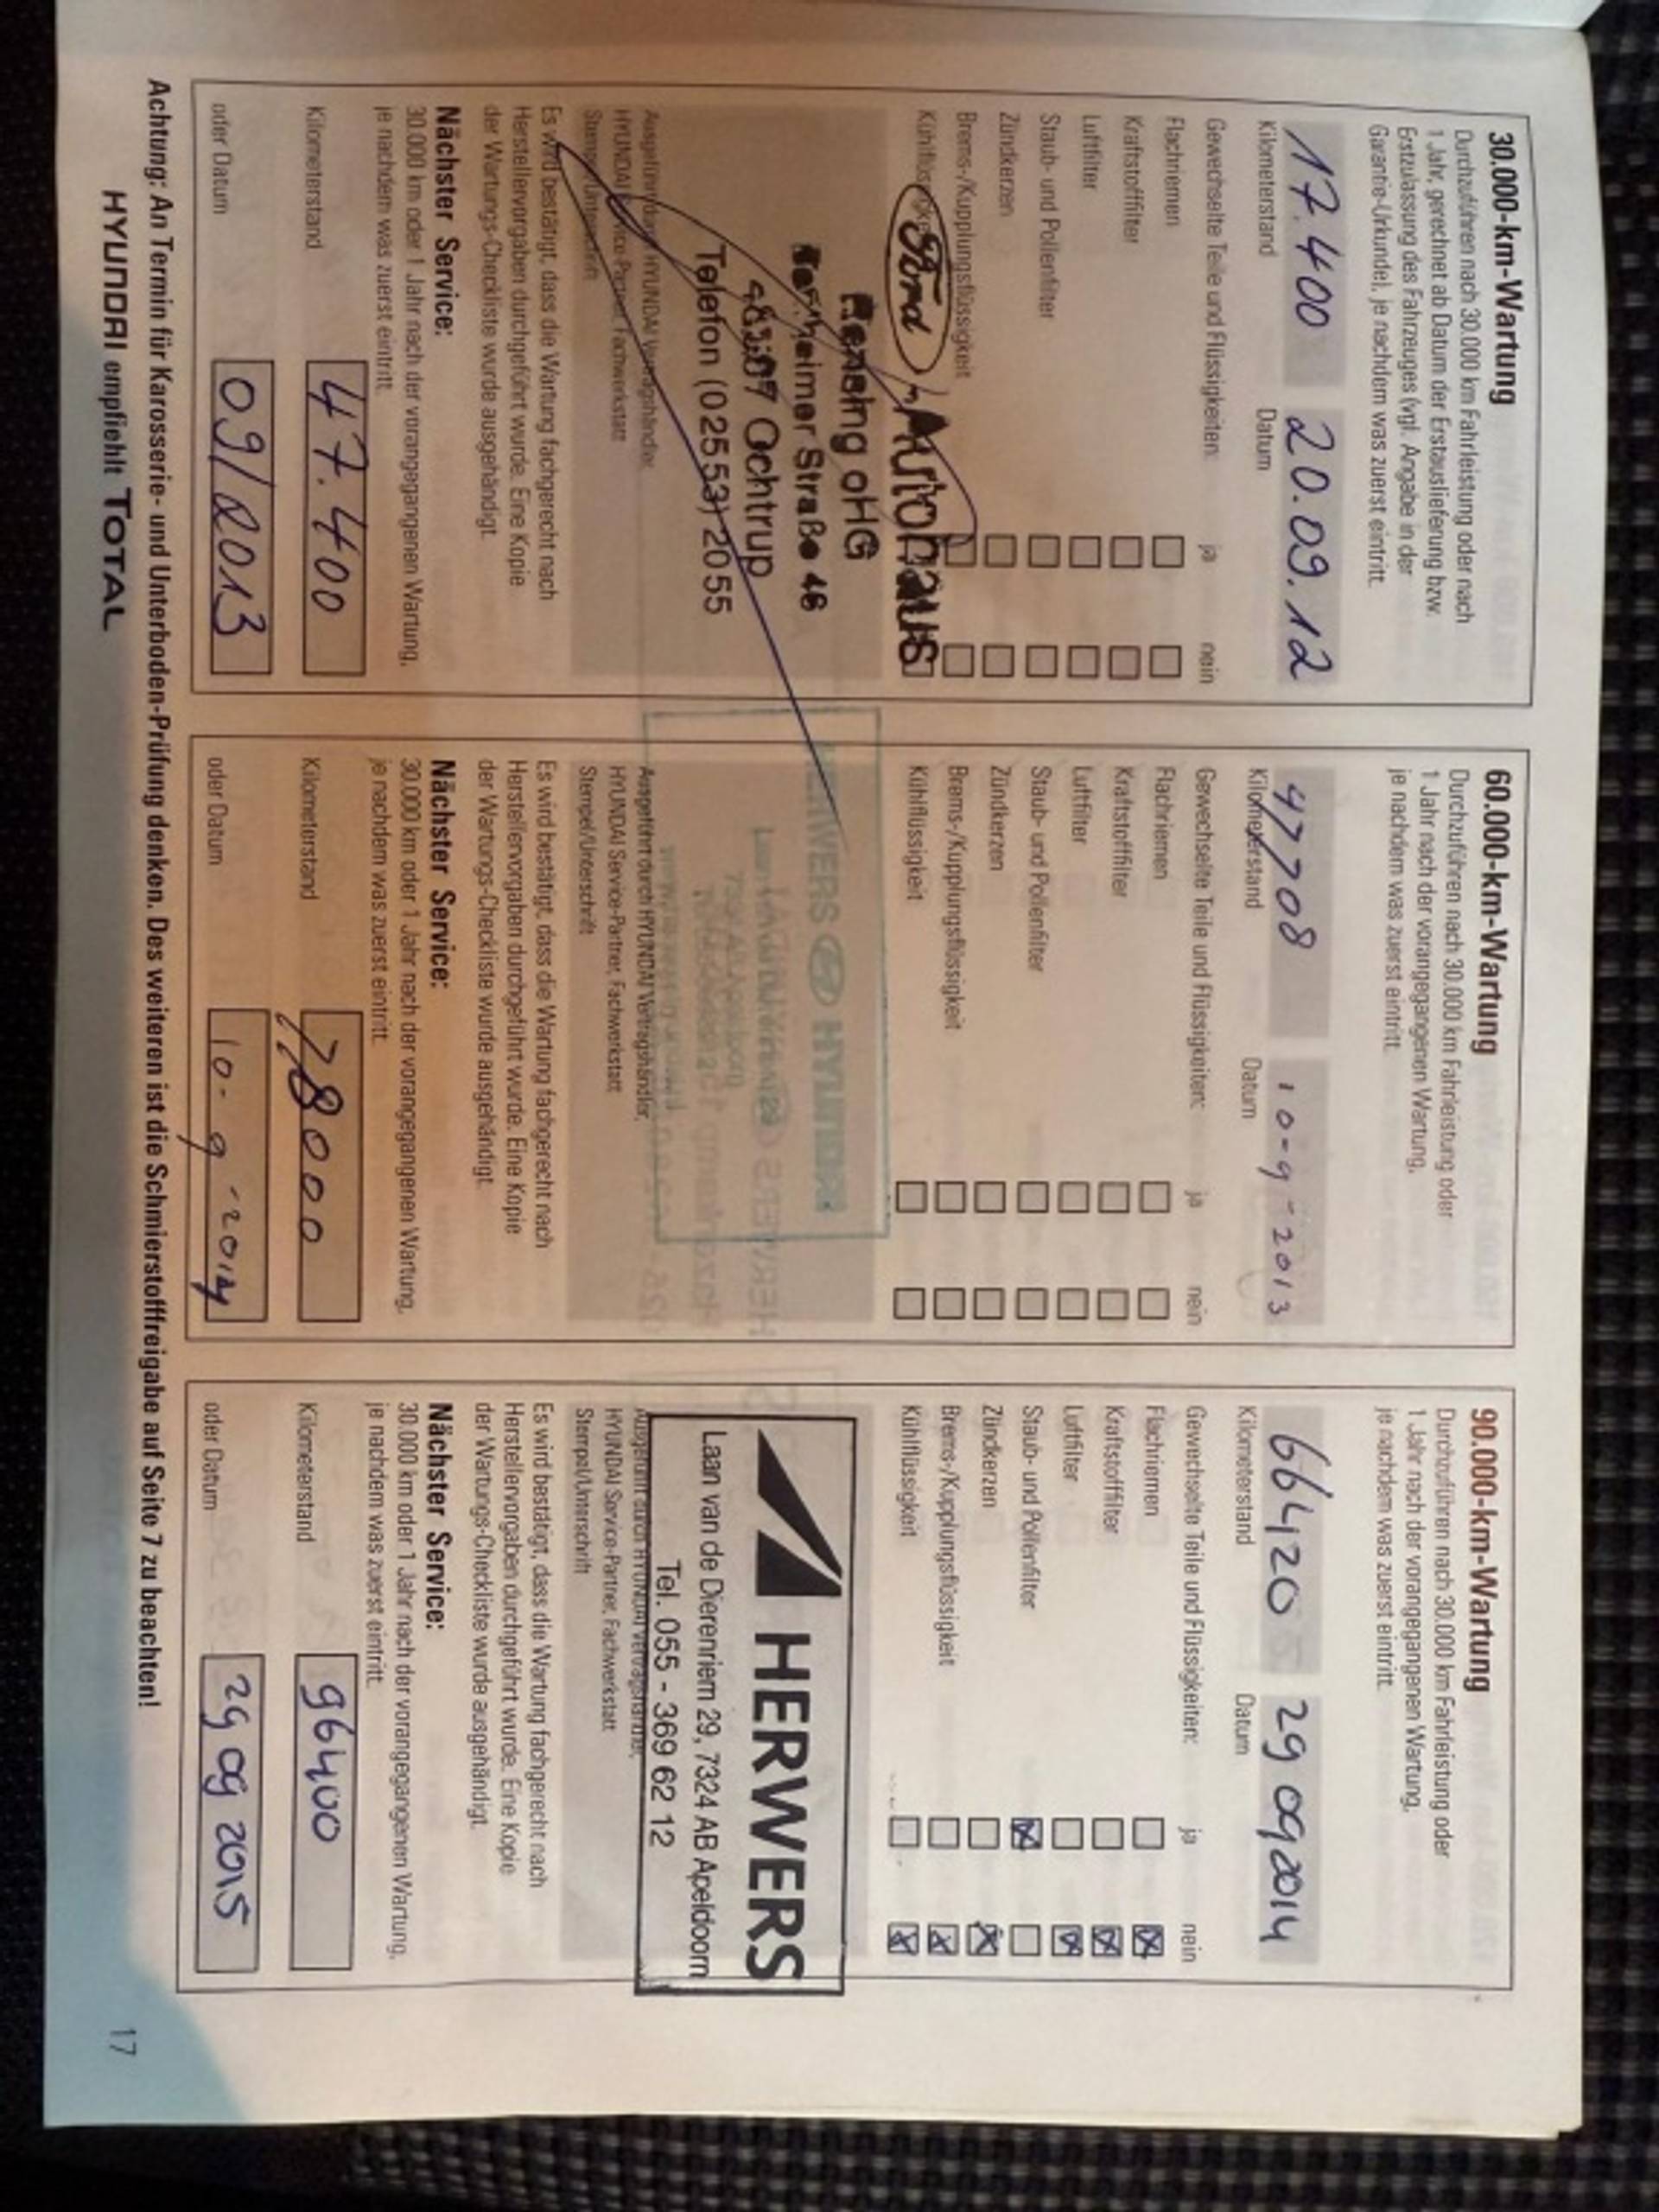 30.000-km-Wartung
Durchzuführen nach 30.000 km Fahrleistung oder nach
1 Jahr, gerechnet ab Datum der Erstauslieferung bzw.
Erstzulassung des Fahrzeuges (vgl. Angabe in der
Garantie-Urkunde), je nachdem was zuerst eintritt.
17.400 20.09.12
Kilometerstand Datum
Gewechselte Teile und Flüssigkeiten: ja nein
Flachriemen
Kraftstofffilter
Luftfilter
Staub- und Pollenfilter
Zündkerzen
Brems-/Kupplungsflüssigkeit
Kühlflüssigkeit
Ford -Autohaus
Hensing oHG
Straße 46
Ochtrup
Telefon (02553) 2055
Ausgeführt durch HYUNDAI Vertragshändler,
HYUNDAI Service-Partner, Fachwerkstatt
Stempel/Unterschrift
Es wird bestätigt, dass die Wartung fachgerecht nach
Herstellervorgaben durchgeführt wurde. Eine Kopie
der Wartungs-Checkliste wurde ausgehändigt.
Nächster Service:
30.000 km oder 1 Jahr nach der vorangegangenen Wartung,
je nachdem was zuerst eintritt.
Kilometerstand 47.400
oder Datum 09/2013
60.000-km-Wartung
Durchzuführen nach 30.000 km Fahrleistung oder
1 Jahr nach der vorangegangenen Wartung,
je nachdem was zuerst eintritt.
47708 10-9-2013
Kilometerstand Datum
Gewechselte Teile und Flüssigkeiten: ja nein
Flachriemen
Kraftstofffilter
Luftfilter
Staub- und Pollenfilter
Zündkerzen
Brems-/Kupplungsflüssigkeit
Kühlflüssigkeit
HERWERS HYUNDAI
Ausgeführt durch HYUNDAI Vertragshändler,
HYUNDAI Service-Partner, Fachwerkstatt
Stempel/Unterschrift
Es wird bestätigt, dass die Wartung fachgerecht nach
Herstellervorgaben durchgeführt wurde. Eine Kopie
der Wartungs-Checkliste wurde ausgehändigt.
Nächster Service:
30.000 km oder 1 Jahr nach der vorangegangenen Wartung,
je nachdem was zuerst eintritt.
Kilometerstand 78000
oder Datum 10-9-2014
90.000-km-Wartung
Durchzuführen nach 30.000 km Fahrleistung oder
1 Jahr nach der vorangegangenen Wartung,
je nachdem was zuerst eintritt.
66420 29 09 2014
Kilometerstand Datum
Gewechselte Teile und Flüssigkeiten: ja nein
Flachriemen
Kraftstofffilter
Luftfilter
Staub- und Pollenfilter
Zündkerzen
Brems-/Kupplungsflüssigkeit
Kühlflüssigkeit
HERWERS
Laan van de Dierenriem 29, 7324 AB Apeldoorn
Tel. 055 - 369 62 12
Ausgeführt durch HYUNDAI Vertragshändler,
HYUNDAI Service-Partner, Fachwerkstatt
Stempel/Unterschrift
Es wird bestätigt, dass die Wartung fachgerecht nach
Herstellervorgaben durchgeführt wurde. Eine Kopie
der Wartungs-Checkliste wurde ausgehändigt.
Nächster Service:
30.000 km oder 1 Jahr nach der vorangegangenen Wartung,
je nachdem was zuerst eintritt.
Kilometerstand 96400
oder Datum 29 09 2015
Achtung: An Termin für Karosserie- und Unterboden-Prüfung denken. Des weiteren ist die Schmierstofffreigabe auf Seite 7 zu beachten!
HYUNDAI empfiehlt TOTAL
17